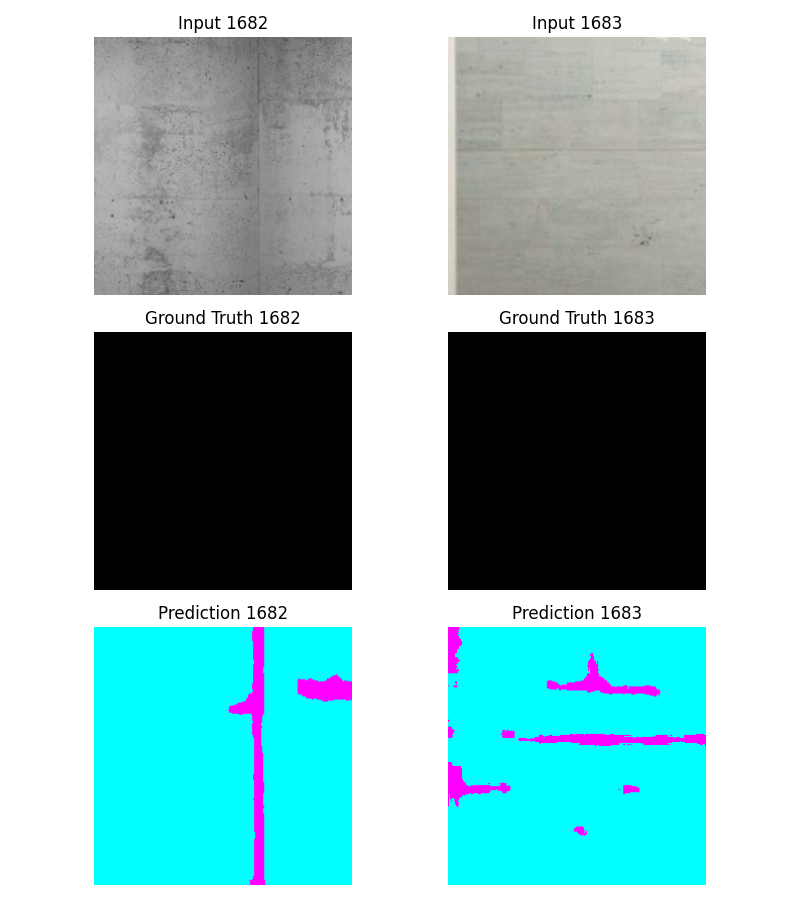 Input 1682
Input 1683
Ground Truth 1682
Ground Truth 1683
Prediction 1682
Prediction 1683